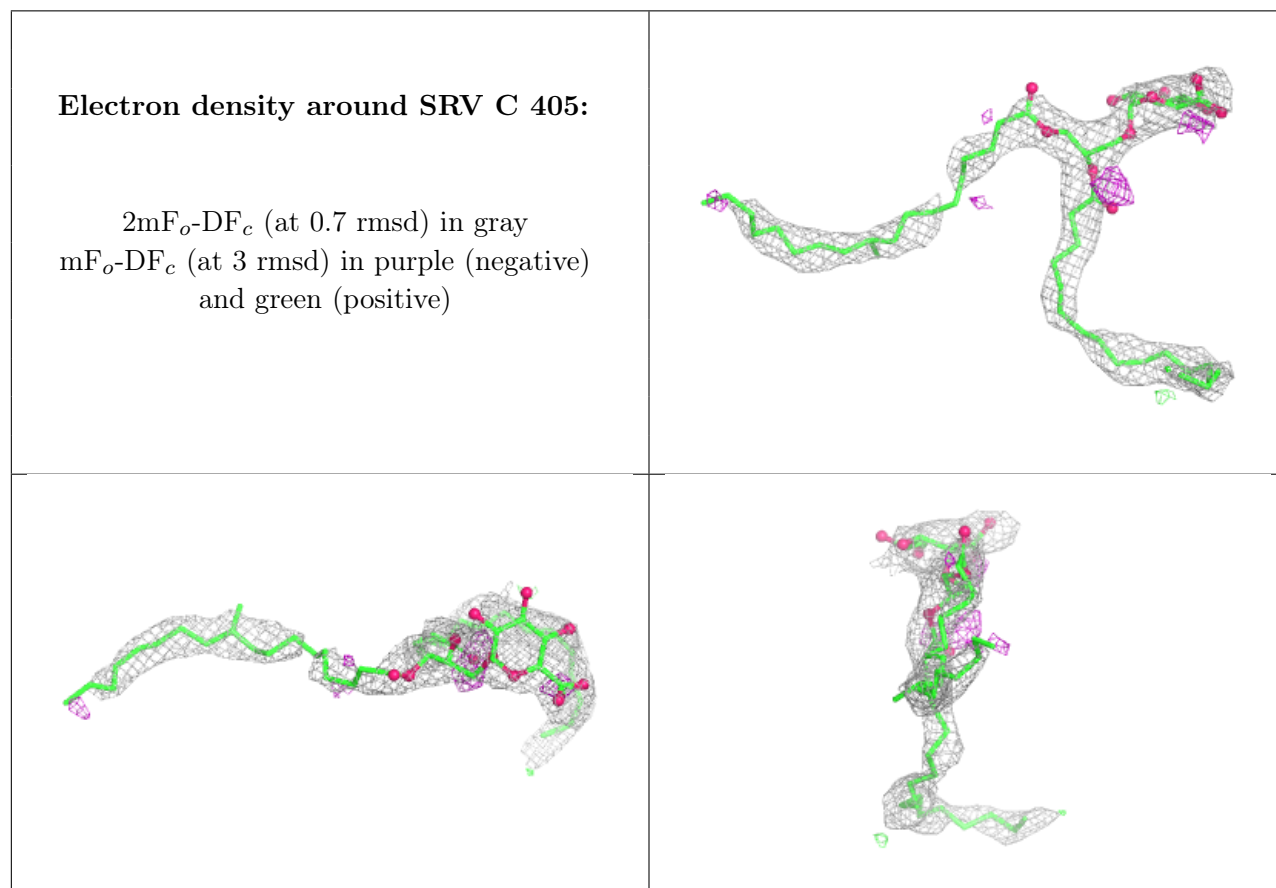 Electron density around SRV C 405:
2mFo-DFc (at 0.7 rmsd) in gray
mFo-DFc (at 3 rmsd) in purple (negative)
and green (positive)